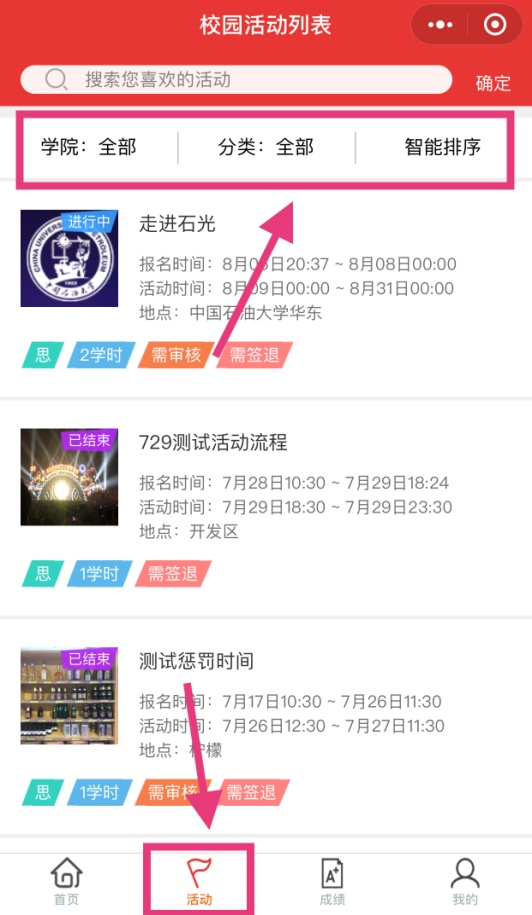 校园活动列表
搜索您喜欢的活动
确定
学院：全部
分类：全部
智能排序
进行中
走进石光
报名时间：8月06日20:37 ~ 8月08日00:00
活动时间：8月09日00:00 ~ 8月31日00:00
地点：中国石油大学华东
思
2学时
需审核
需签退
已结束
729测试活动流程
报名时间：7月28日10:30 ~ 7月29日18:24
活动时间：7月29日18:30 ~ 7月29日23:30
地点：开发区
思
1学时
需签退
已结束
测试惩罚时间
报名时间：7月17日10:30 ~ 7月26日11:30
活动时间：7月26日12:30 ~ 7月27日11:30
地点：柠檬
思
1学时
需审核
需签退
首页
活动
成绩
我的